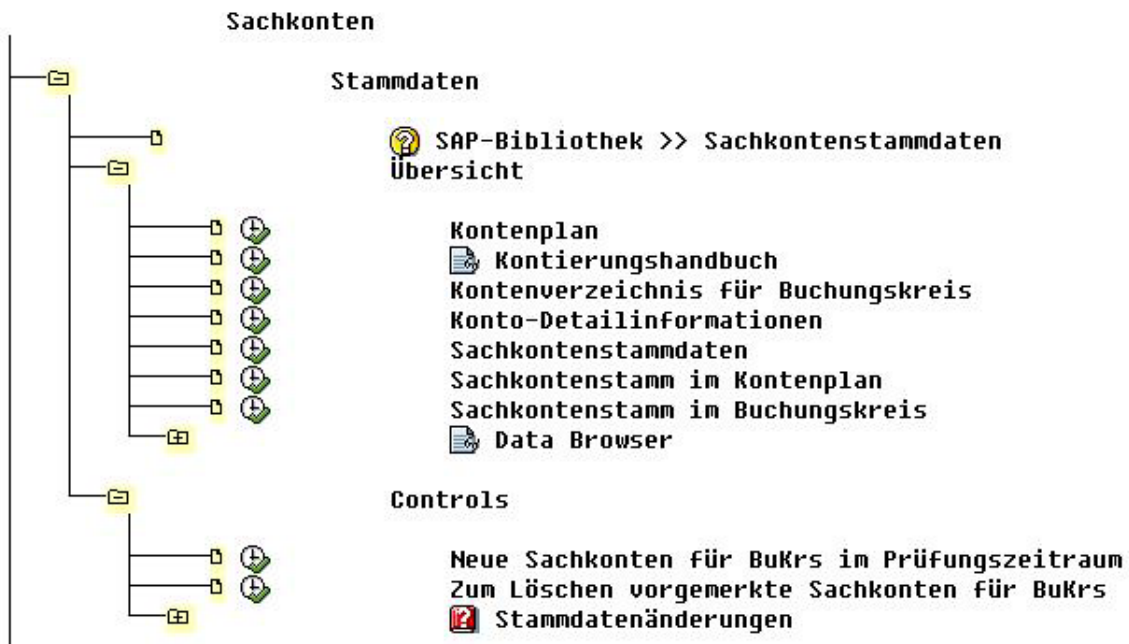 Sachkonten
Stammdaten
SAP-Bibliothek >> Sachkontenstammdaten
Übersicht
Kontenplan
Kontierungshandbuch
Kontenverzeichnis für Buchungskreis
Konto-Detailinformationen
Sachkontenstammdaten
Sachkontenstamm im Kontenplan
Sachkontenstamm im Buchungskreis
Data Browser
Controls
Neue Sachkonten für BuKrs im Prüfungszeitraum
Zum Löschen vorgemerkte Sachkonten für BuKrs
Stammdatenänderungen